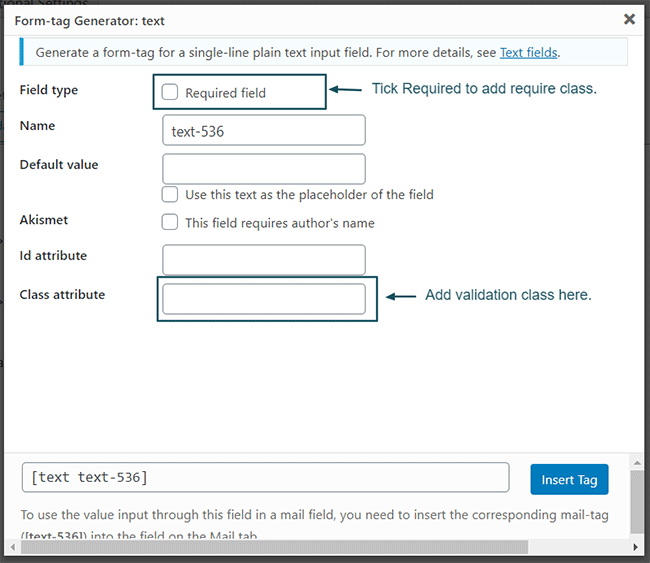 Form-tag Generator: text
Generate a form-tag for a single-line plain text input field. For more details, see Text fields.
Field type
Required field
Tick Required to add require class.
Name
text-536
Default value
Use this text as the placeholder of the field
Akismet
This field requires author's name
Id attribute
Class attribute
Add validation class here.
[text text-536]
Insert Tag
To use the value input through this field in a mail field, you need to insert the corresponding mail-tag
([text-536]) into the field on the Mail tab